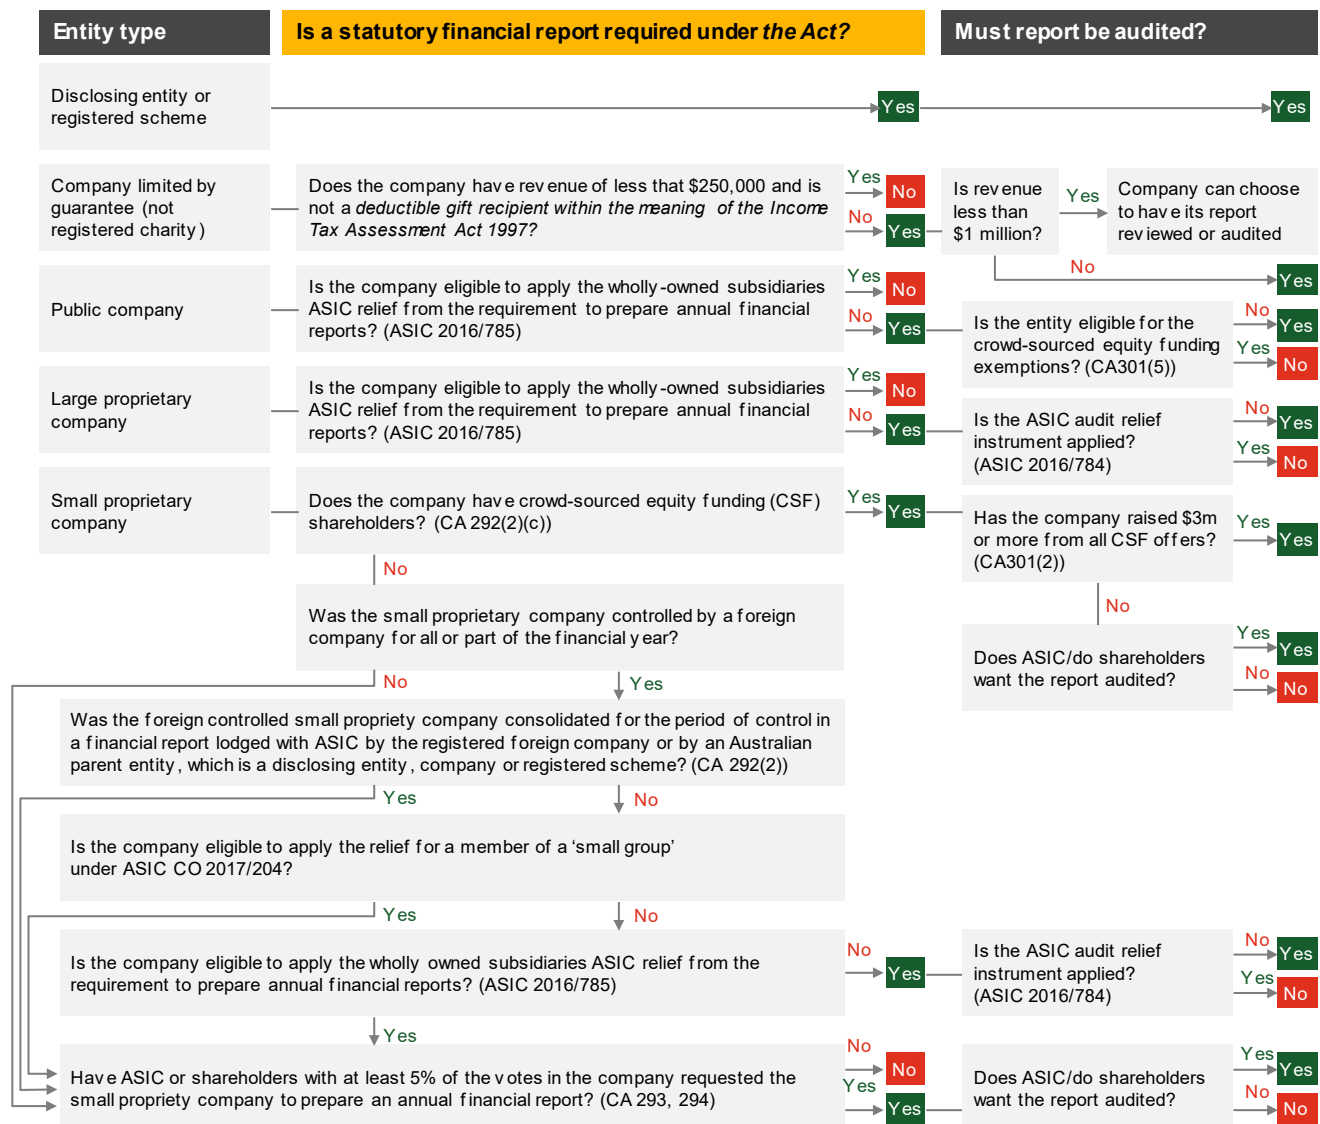 Entity type
Is a statutory financial report required under the Act?
Must report be audited?
Disclosing entity or
registered scheme
Yes
Yes
Company limited by
guarantee (not
registered charity)
Does the company have revenue of less that $250,000 and is
not a deductible gift recipient within the meaning of the Income
Tax Assessment Act 1997?
Yes
No
No
Yes
Is revenue
less than
$1 million?
Yes
Company can choose
to have its report
reviewed or audited
No
Yes
Public company
Is the company eligible to apply the wholly-owned subsidiaries
ASIC relief from the requirement to prepare annual financial
reports? (ASIC 2016/785)
Yes
No
No
Yes
Is the entity eligible for the
crowd-sourced equity funding
exemptions? (CA301(5))
No
Yes
Yes
No
Large proprietary
company
Is the company eligible to apply the wholly-owned subsidiaries
ASIC relief from the requirement to prepare annual financial
reports? (ASIC 2016/785)
Yes
No
No
Yes
Is the ASIC audit relief
instrument applied?
(ASIC 2016/784)
No
Yes
Yes
No
Small proprietary
company
Does the company have crowd-sourced equity funding (CSF)
shareholders? (CA 292(2)(c))
Yes
Yes
Has the company raised $3m
or more from all CSF offers?
(CA301(2))
Yes
Yes
No
No
Was the small proprietary company controlled by a foreign
company for all or part of the financial year?
Does ASIC/do shareholders
want the report audited?
Yes
Yes
No
No
No
Yes
Was the foreign controlled small propriety company consolidated for the period of control in
a financial report lodged with ASIC by the registered foreign company or by an Australian
parent entity, which is a disclosing entity, company or registered scheme? (CA 292(2))
Yes
No
Is the company eligible to apply the relief for a member of a ‘small group’
under ASIC CO 2017/204?
Yes
No
Is the company eligible to apply the wholly owned subsidiaries ASIC relief from the
requirement to prepare annual financial reports? (ASIC 2016/785)
No
Yes
Is the ASIC audit relief
instrument applied?
(ASIC 2016/784)
No
Yes
Yes
No
Yes
Have ASIC or shareholders with at least 5% of the votes in the company requested the
small propriety company to prepare an annual financial report? (CA 293, 294)
No
No
Yes
Yes
Does ASIC/do shareholders
want the report audited?
Yes
Yes
No
No